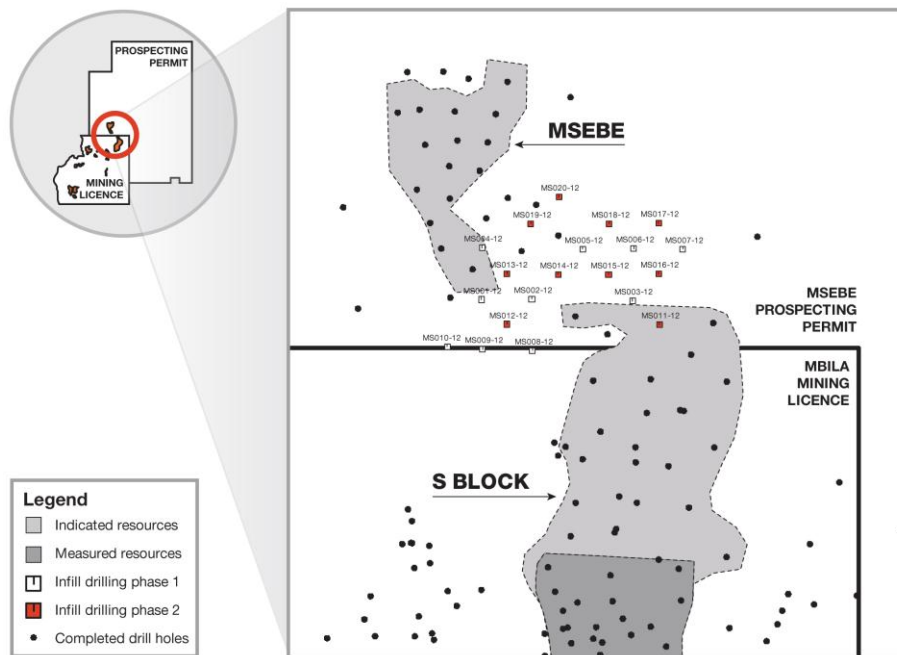 PROSPECTING
PERMIT
MINING
LICENCE
MSEBE
MS020-12
MS019-12
MS018-12
MS017-12
MS004-12
MS005-12
MS006-12
MS007-12
MS013-12
MS014-12
MS015-12
MS016-12
MS001-12
MS002-12
MS003-12
MSEBE
PROSPECTING
PERMIT
MS012-12
MS011-12
MS010-12
MS009-12
MS008-12
MBILA
MINING
LICENCE
S BLOCK
Legend
Indicated resources
Measured resources
Infill drilling phase 1
Infill drilling phase 2
Completed drill holes